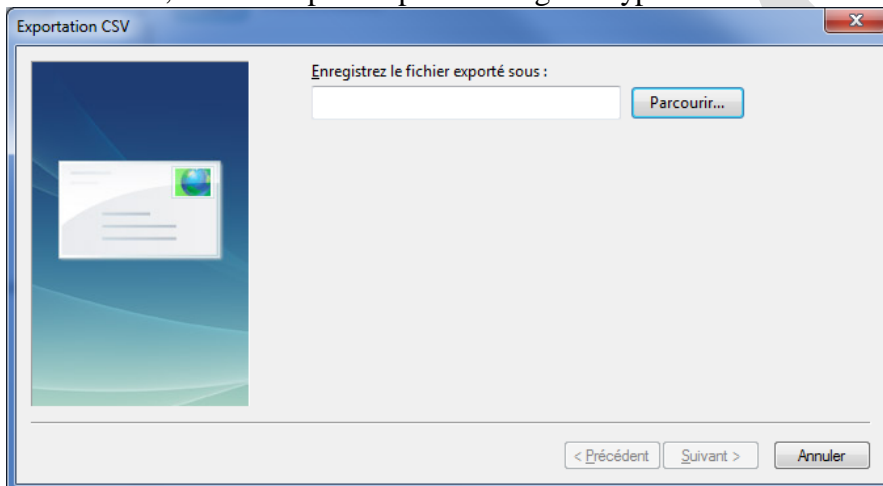 Exportation CSV
Enregistrez le fichier exporté sous :
Parcourir...
< Précédent
Suivant >
Annuler